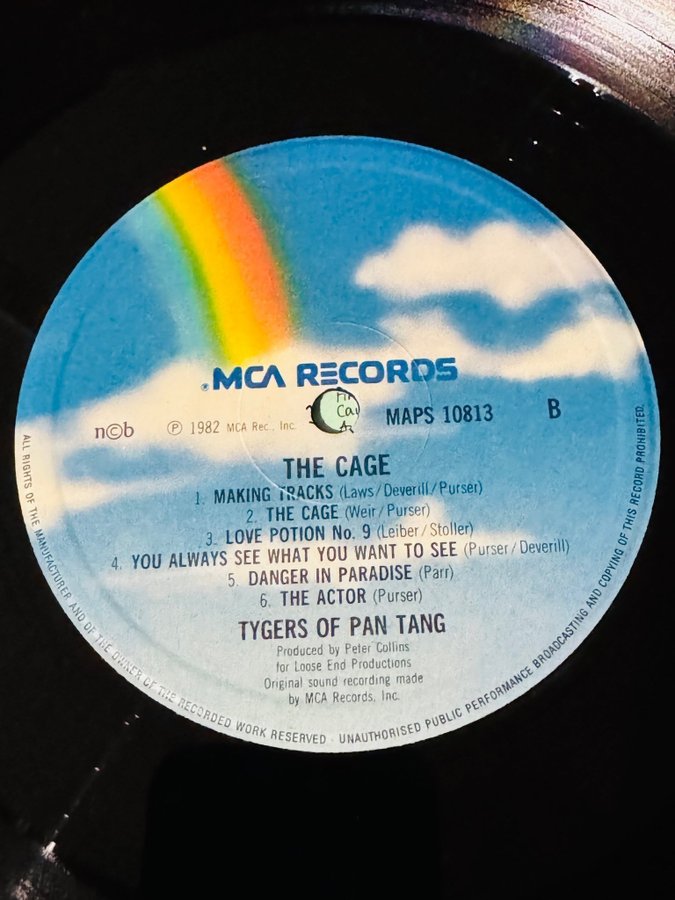 ®MCA RECORDS
n©b ℗ 1982 MCA Rec., Inc. MAPS 10813 B
THE CAGE
1. MAKING TRACKS (Laws/Deverill/Purser)
2. THE CAGE (Weir/Purser)
3. LOVE POTION No. 9 (Leiber/Stoller)
4. YOU ALWAYS SEE WHAT YOU WANT TO SEE (Purser/Deverill)
5. DANGER IN PARADISE (Parr)
6. THE ACTOR (Purser)
TYGERS OF PAN TANG
Produced by Peter Collins
for Loose End Productions
Original sound recording made
by MCA Records, Inc.
ALL RIGHTS OF THE MANUFACTURER AND OF THE OWNER OF THE RECORDED WORK RESERVED · UNAUTHORISED PUBLIC PERFORMANCE BROADCASTING AND COPYING OF THIS RECORD PROHIBITED.